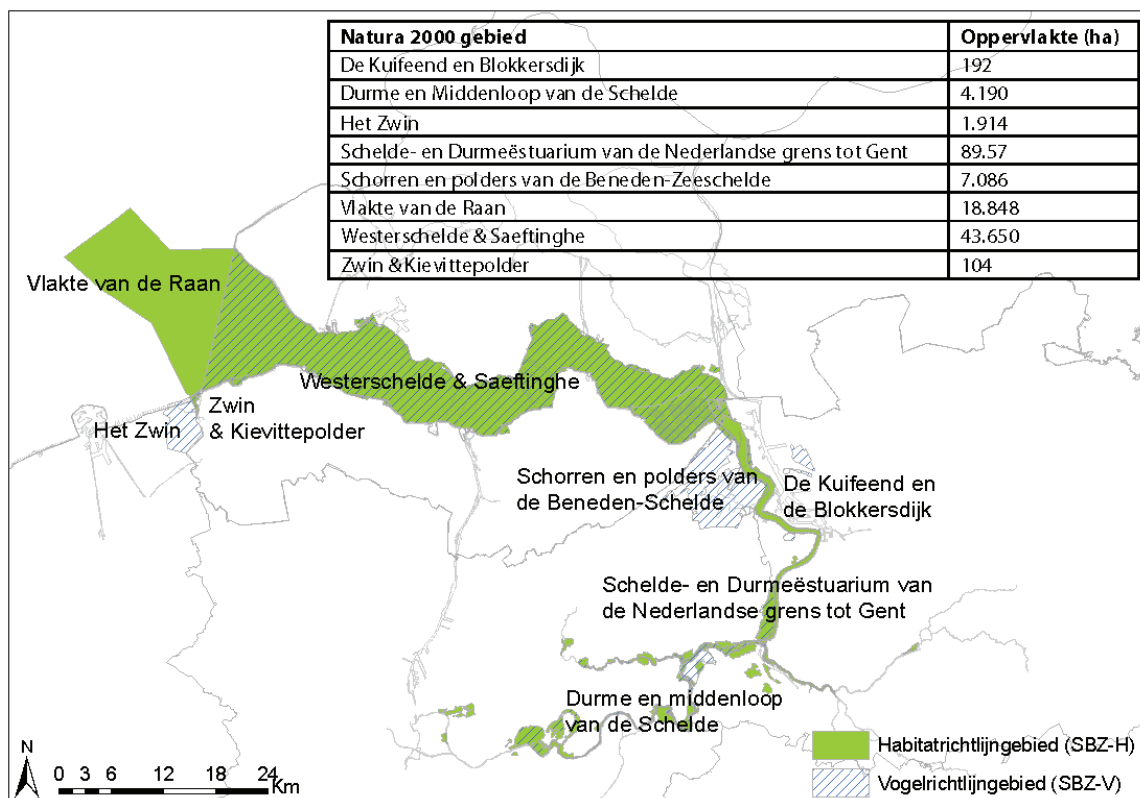 Natura 2000 gebied Oppervlakte (ha)
De Kuifeend en Blokkersdijk 192
Durme en Middenloop van de Schelde 4.190
Het Zwin 1.914
Schelde- en Durmeëstuarium van de Nederlandse grens tot Gent 89.57
Schorren en polders van de Beneden-Zeeschelde 7.086
Vlakte van de Raan 18.848
Westerschelde & Saeftinghe 43.650
Zwin & Kievittepolder 104
Vlakte van de Raan
Westerschelde & Saeftinghe
Zwin
& Kievittepolder
Het Zwin
Schorren en polders van
de Beneden-Schelde
De Kuifeend en
de Blokkersdijk
Schelde- en Durmeëstuarium van
de Nederlandse grens tot Gent
Durme en middenloop
van de Schelde
N
0 3 6 12 18 24
Km
Habitatrichtlijngebied (SBZ-H)
Vogelrichtlijngebied (SBZ-V)